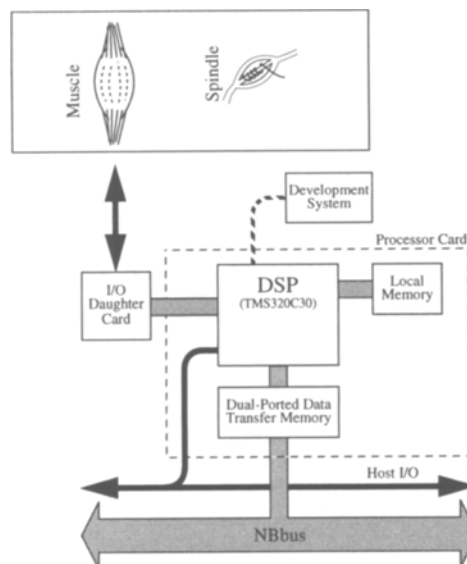 Muscle
Spindle
Development
System
Processor Card
I/O
Daughter
Card
DSP
(TMS320C30)
Local
Memory
Dual-Ported Data
Transfer Memory
Host I/O
NBbus